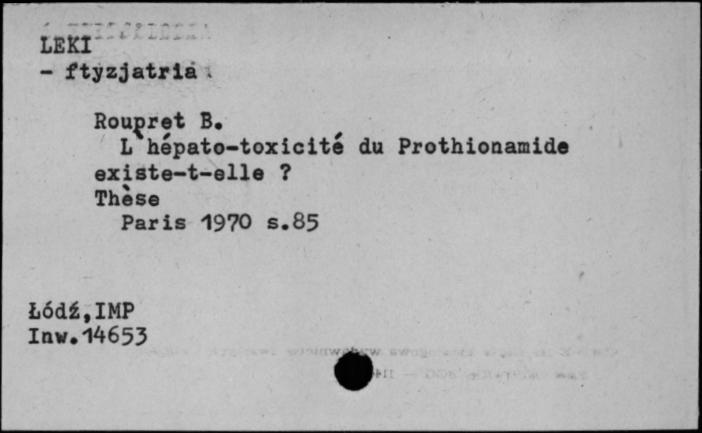 LEKI
- ftyzjatria
Roupret B.
L'hépato-toxicité du Prothionamide
existe-t-elle ?
Thèse
Paris 1970 s.85
Łódź,IMP
Inw.14653